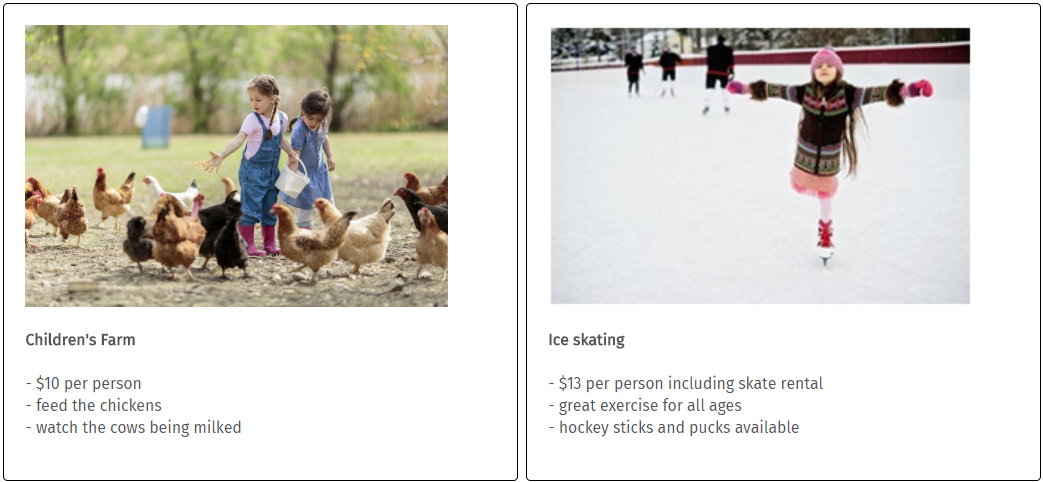 Children's Farm
- $10 per person
- feed the chickens
- watch the cows being milked
Ice skating
- $13 per person including skate rental
- great exercise for all ages
- hockey sticks and pucks available